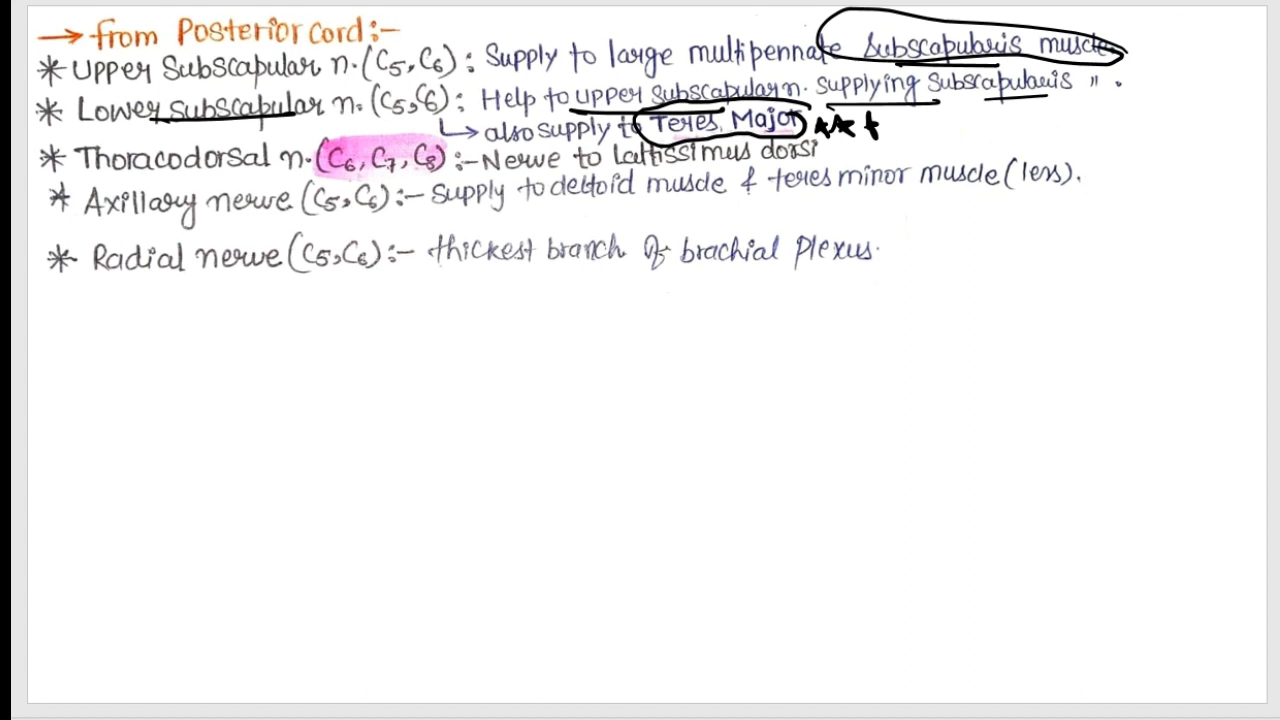 → from Posterior cord:-
* Upper Subscapular n. (C5, C6): Supply to large multipennate Subscapularis muscle
* Lower subscapular n. (C5, C6): Help to upper subscapular n. supplying Subscapularis " .
↳ also supply to Teres Major ***
* Thoracodorsal n. (C6, C7, C8):- Nerve to Lattissimus dorsi
* Axillary nerve (C5, C6):- Supply to deltoid muscle & teres minor muscle (less).
* Radial nerve (C5, C6):- thickest branch of brachial plexus.